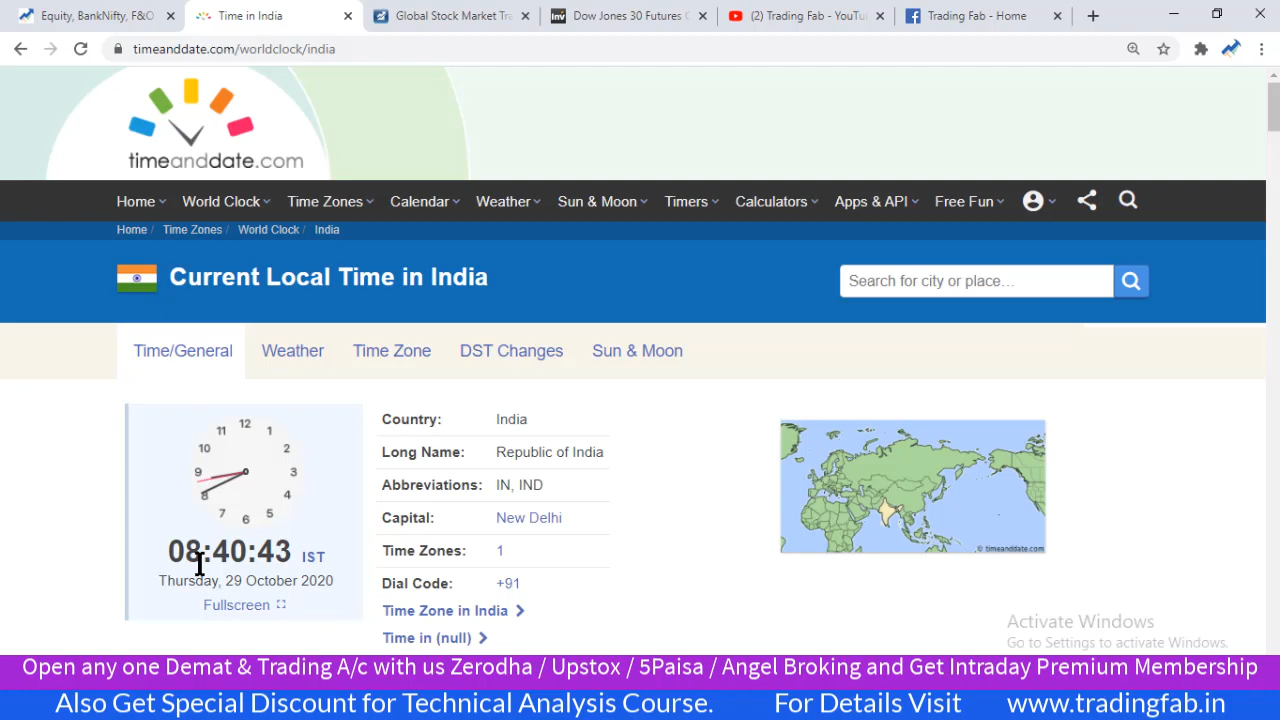 Equity, BankNifty, F&O
Time in India
Global Stock Market Tra
Dow Jones 30 Futures C
(2) Trading Fab - YouTu
Trading Fab - Home
timeanddate.com/worldclock/india
timeanddate.com
Home
World Clock
Time Zones
Calendar
Weather
Sun & Moon
Timers
Calculators
Apps & API
Free Fun
Home / Time Zones / World Clock / India
Current Local Time in India
Search for city or place...
Time/General
Weather
Time Zone
DST Changes
Sun & Moon
12
1
2
3
4
5
6
7
8
9
10
11
08:40:43 IST
Thursday, 29 October 2020
Fullscreen
Country: India
Long Name: Republic of India
Abbreviations: IN, IND
Capital: New Delhi
Time Zones: 1
Dial Code: +91
Time Zone in India
Time in (null)
© timeanddate.com
Activate Windows
Go to Settings to activate Windows.
Open any one Demat & Trading A/c with us Zerodha / Upstox / 5Paisa / Angel Broking and Get Intraday Premium Membership
Also Get Special Discount for Technical Analysis Course. For Details Visit www.tradingfab.in